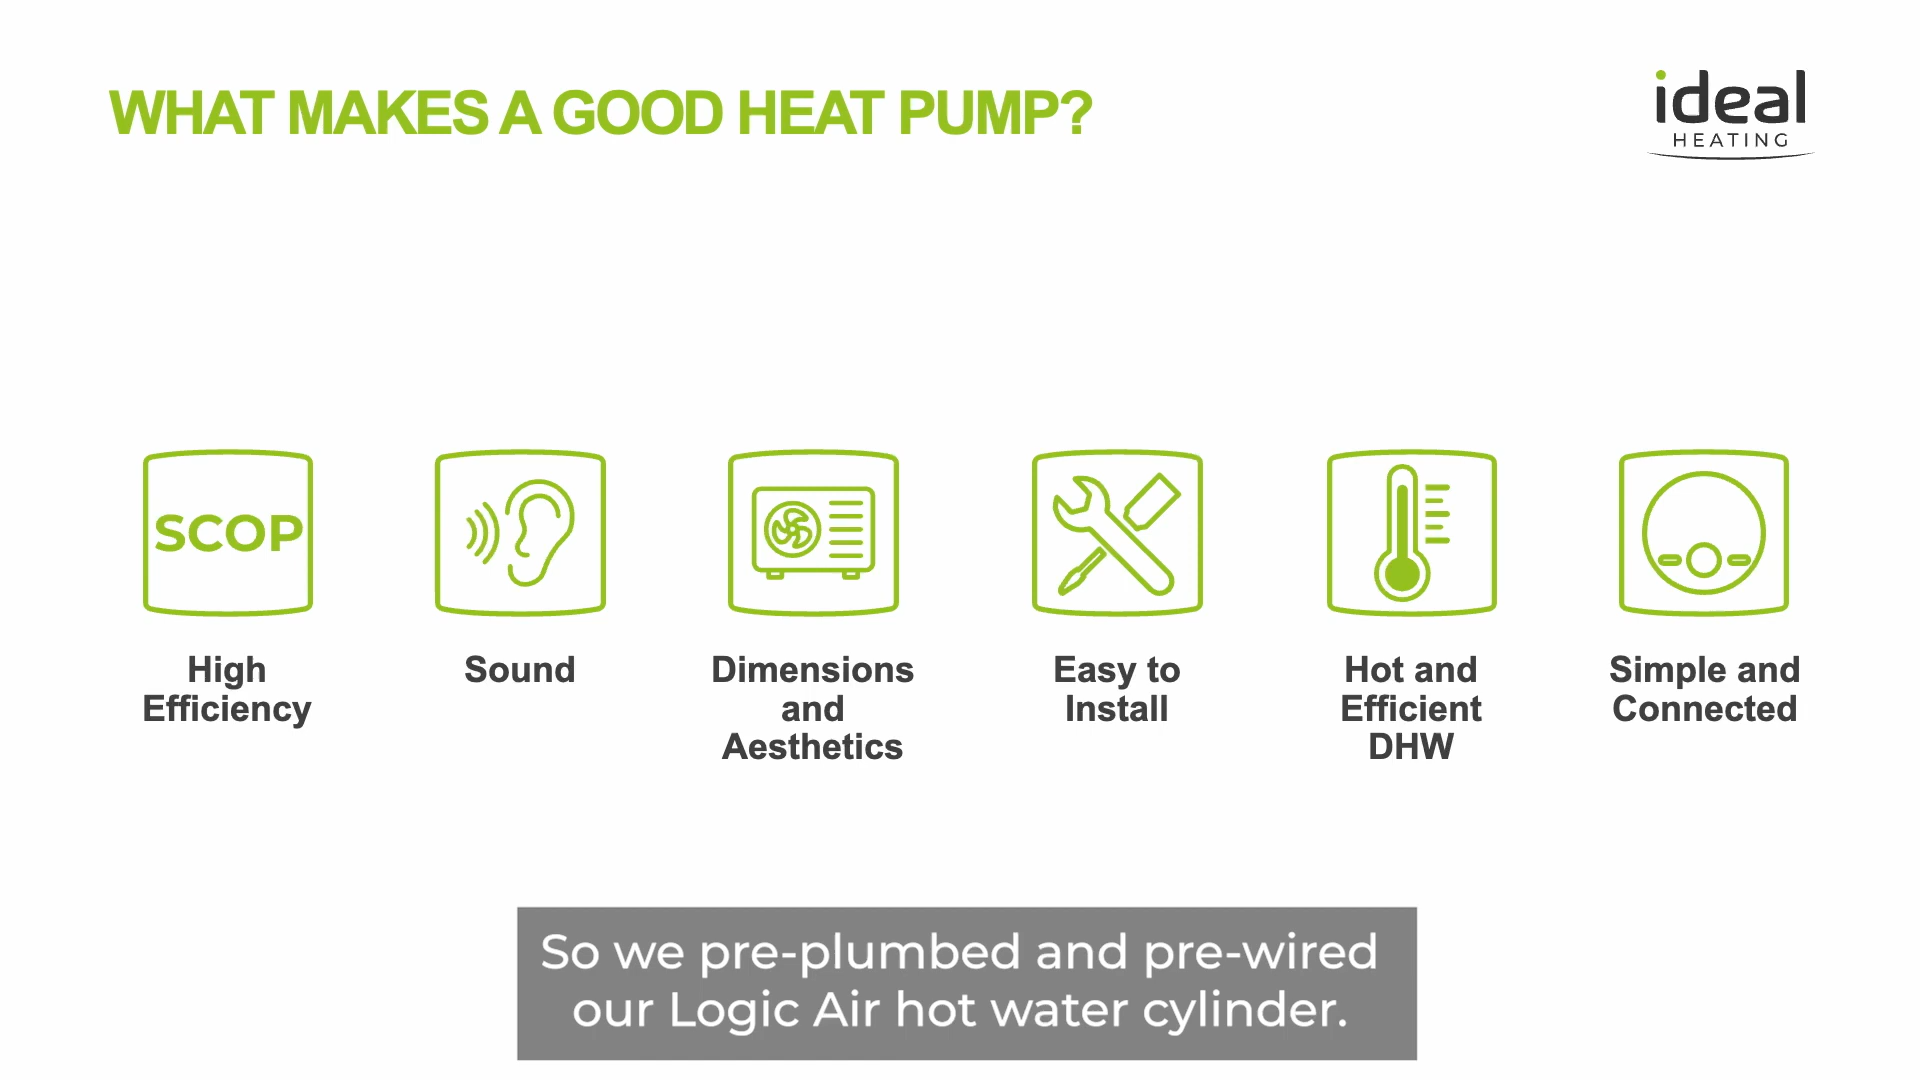 WHAT MAKES A GOOD HEAT PUMP?
ideal
HEATING
SCOP
High
Efficiency
Sound
Dimensions
and
Aesthetics
Easy to
Install
Hot and
Efficient
DHW
Simple and
Connected
So we pre-plumbed and pre-wired
our Logic Air hot water cylinder.